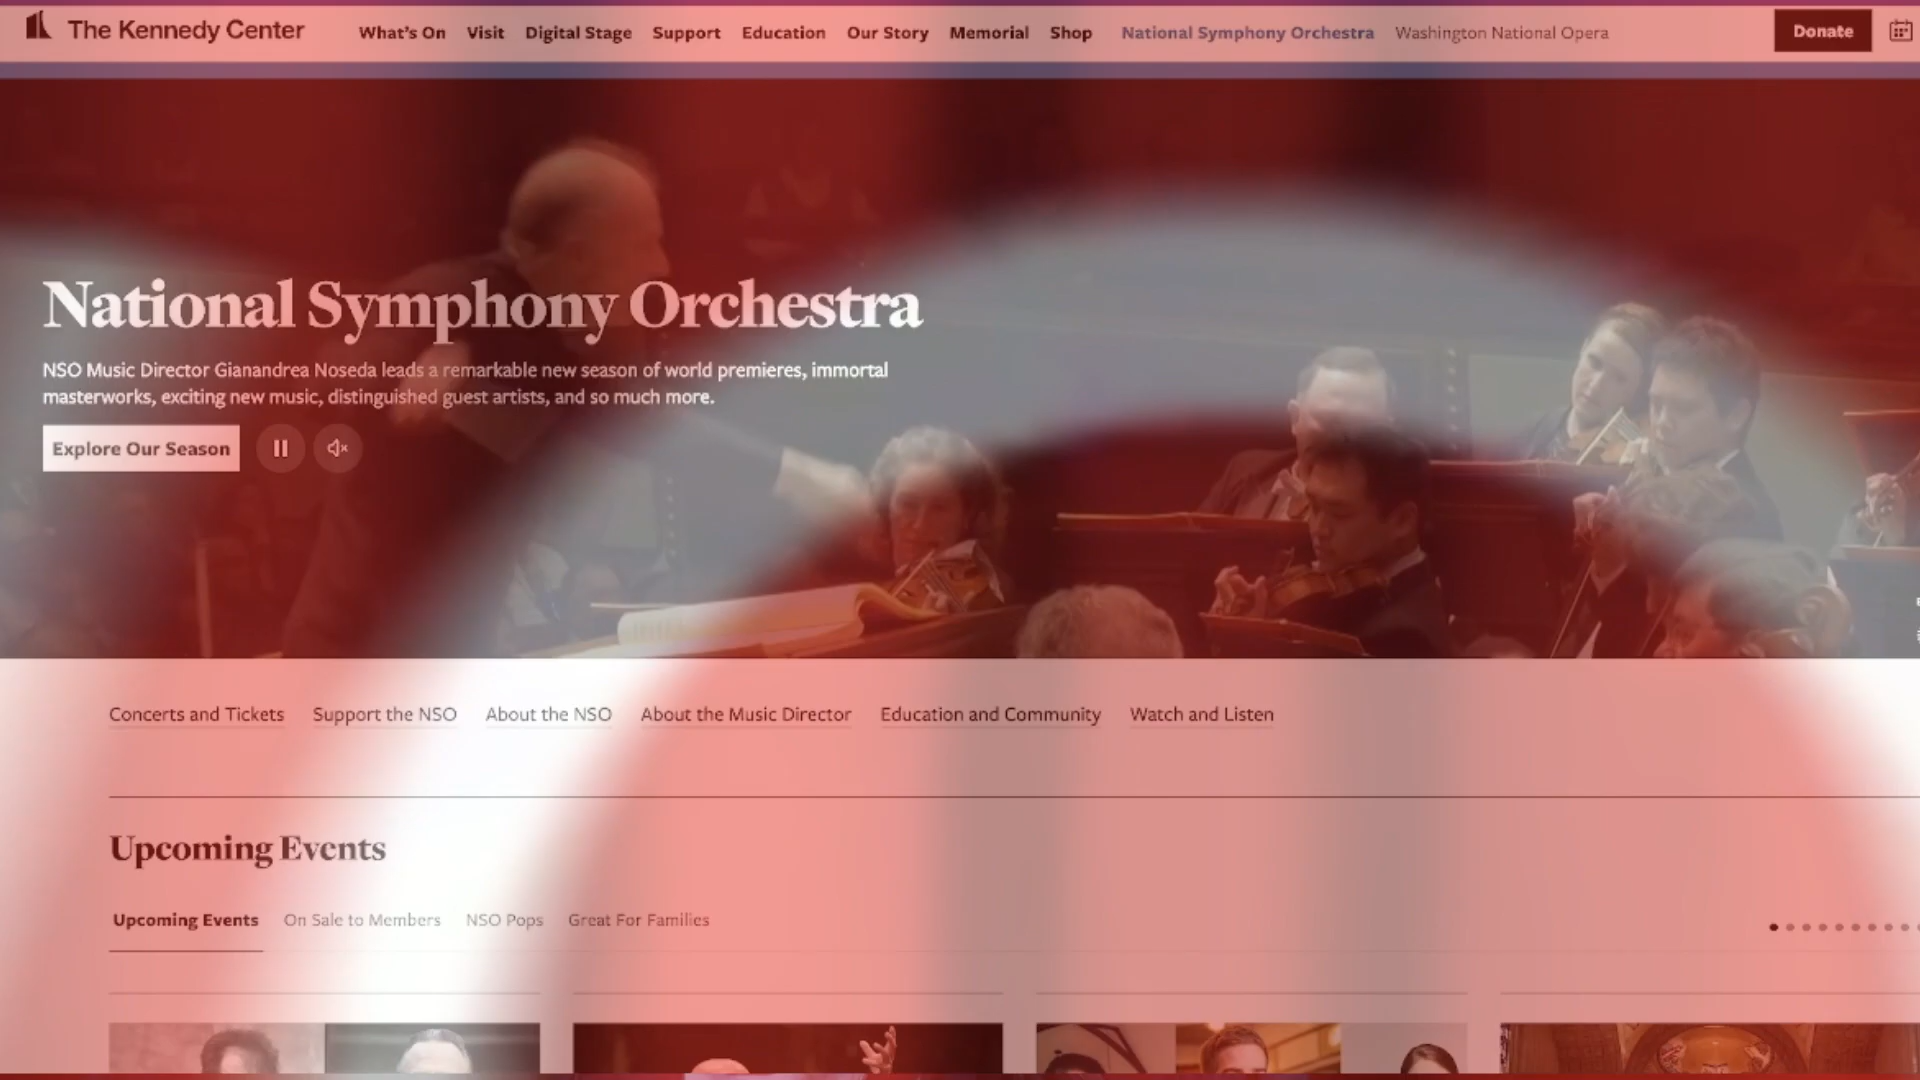 The Kennedy Center
What's On Visit Digital Stage Support Education Our Story Memorial Shop National Symphony Orchestra Washington National Opera Donate
National Symphony Orchestra
NSO Music Director Gianandrea Noseda leads a remarkable new season of world premieres, immortal
masterworks, exciting new music, distinguished guest artists, and so much more.
Explore Our Season
Concerts and Tickets Support the NSO About the NSO About the Music Director Education and Community Watch and Listen
Upcoming Events
Upcoming Events On Sale to Members NSO Pops Great For Families